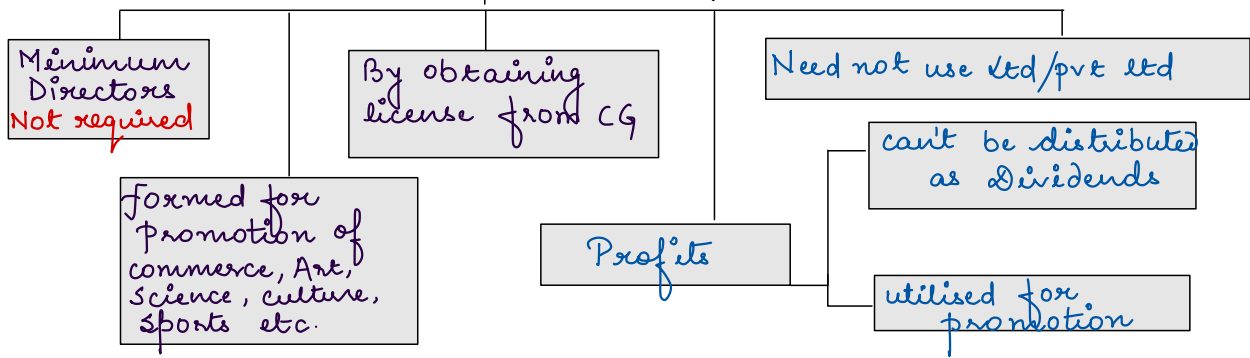 Minimum
Directors
Not required
By obtaining
license from CG
Need not use Ltd/pvt ltd
can't be distributed
as Dividends
formed for
promotion of
commerce, Art,
Science, culture,
sports etc.
Profits
utilised for
promotion